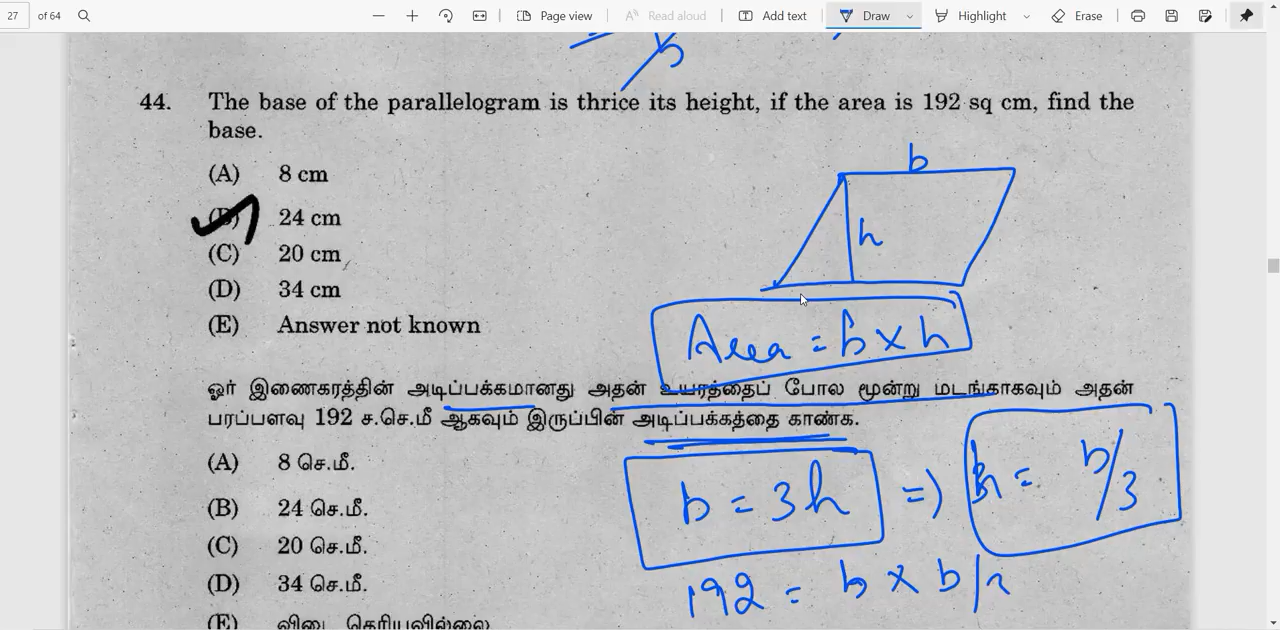 27 of 64
Page view
Read aloud
Add text
Draw
Highlight
Erase
44. The base of the parallelogram is thrice its height, if the area is 192 sq cm, find the
base.
(A) 8 cm
(B) 24 cm
(C) 20 cm
(D) 34 cm
(E) Answer not known
b
h
Area = b × h
ஓர் இணைகரத்தின் அடிப்பக்கமானது அதன் உயரத்தைப் போல மூன்று மடங்காகவும் அதன்
பரப்பளவு 192 ச.செ.மீ ஆகவும் இருப்பின் அடிப்பக்கத்தை காண்க.
(A) 8 செ.மீ.
(B) 24 செ.மீ.
(C) 20 செ.மீ.
(D) 34 செ.மீ.
(E) விடை தெரியவில்லை
b = 3h => h = b/3
192 = b × b/